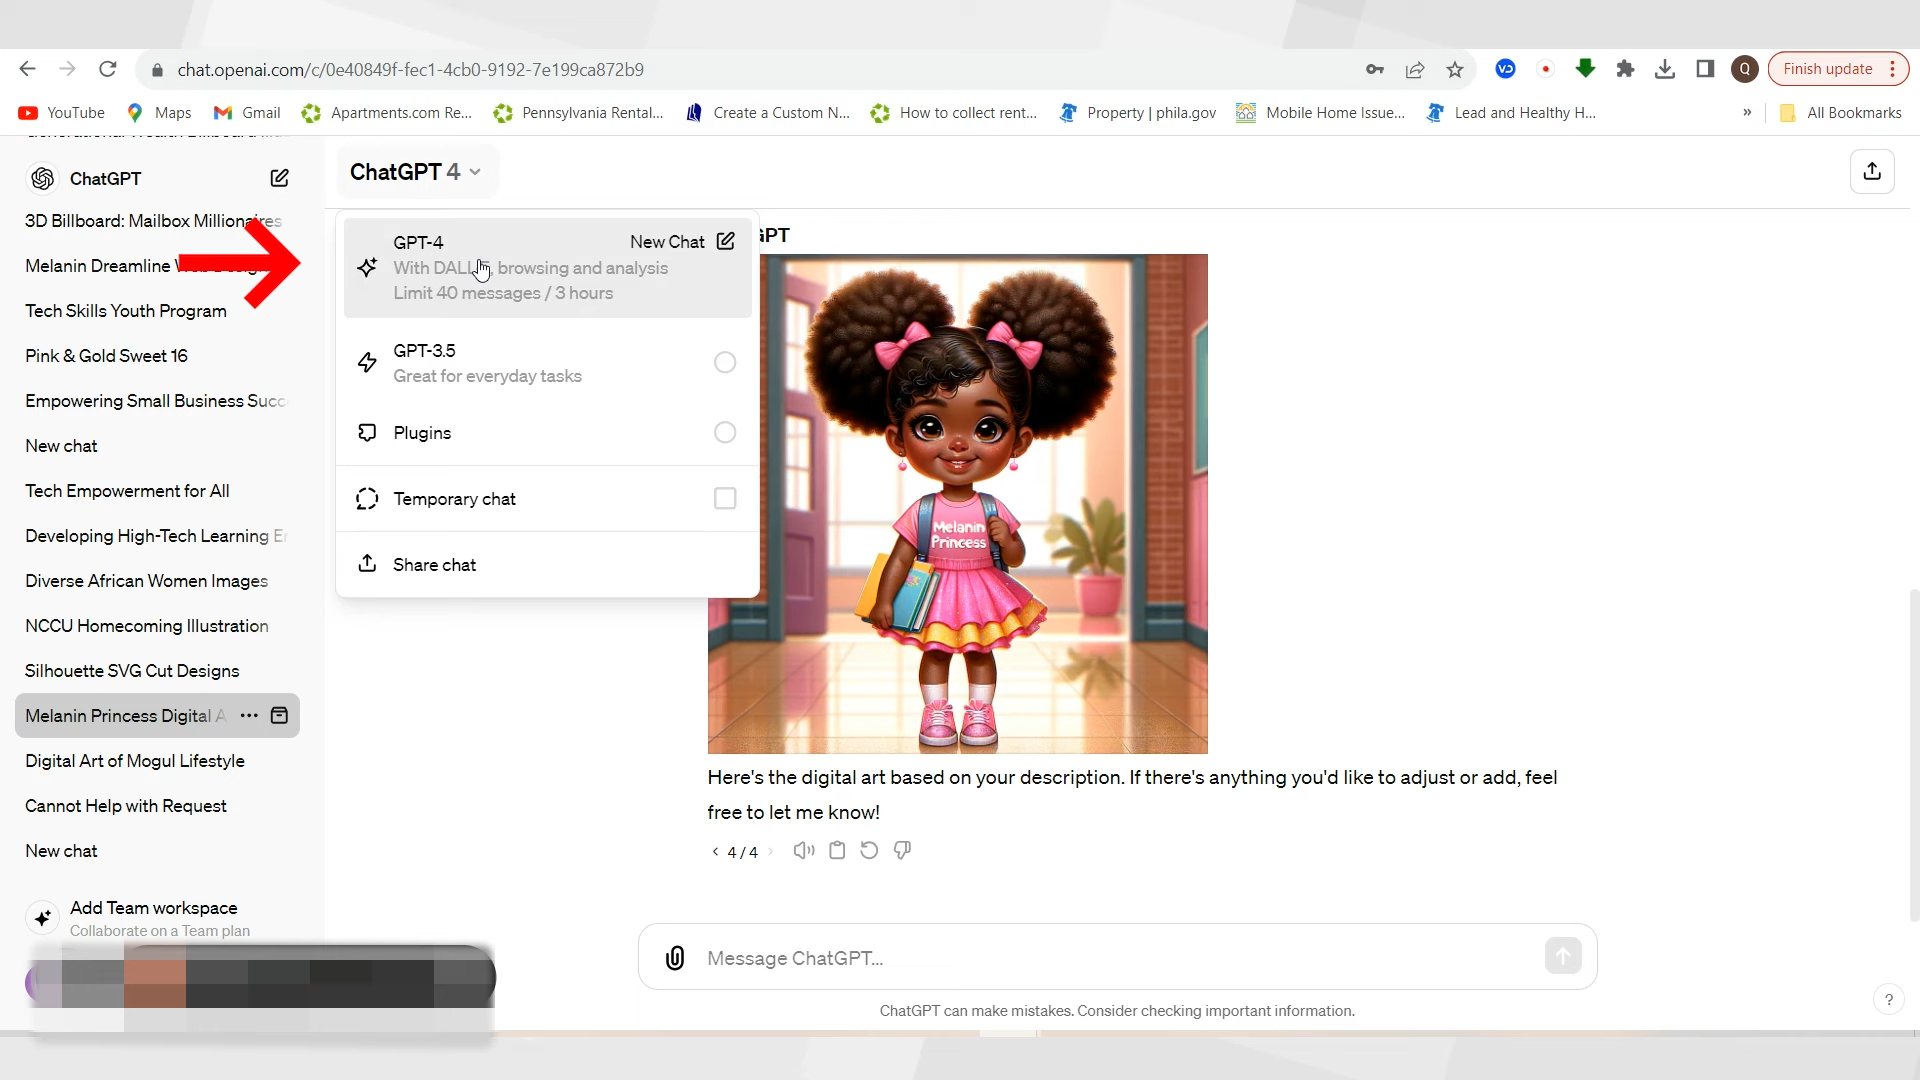 chat.openai.com/c/0e40849f-fec1-4cb0-9192-7e199ca872b9
Q
Finish update
YouTube
Maps
Gmail
Apartments.com Re...
Pennsylvania Rental...
Create a Custom N...
How to collect rent...
Property | phila.gov
Mobile Home Issue...
Lead and Healthy H...
»
All Bookmarks
ChatGPT
3D Billboard: Mailbox Millionaires
Melanin Dreamline
Tech Skills Youth Program
Pink & Gold Sweet 16
Empowering Small Business Succ
New chat
Tech Empowerment for All
Developing High-Tech Learning E
Diverse African Women Images
NCCU Homecoming Illustration
Silhouette SVG Cut Designs
Melanin Princess Digital A
Digital Art of Mogul Lifestyle
Cannot Help with Request
New chat
Add Team workspace
Collaborate on a Team plan
ChatGPT 4
GPT-4
New Chat
With DALL·E, browsing and analysis
Limit 40 messages / 3 hours
GPT-3.5
Great for everyday tasks
Plugins
Temporary chat
Share chat
GPT
Melanin
Princess
Here's the digital art based on your description. If there's anything you'd like to adjust or add, feel
free to let me know!
< 4 / 4 >
Message ChatGPT...
ChatGPT can make mistakes. Consider checking important information.
?